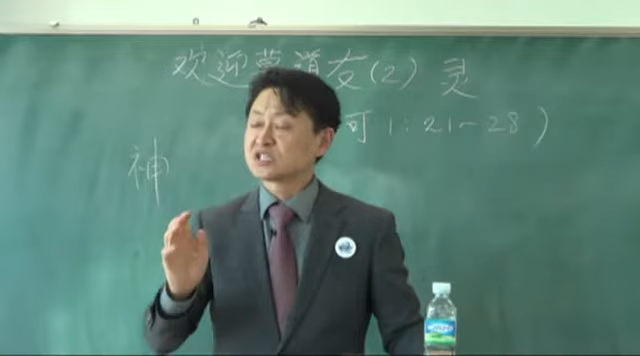 欢迎慕道友(2) 灵
可 1:21-28)
神